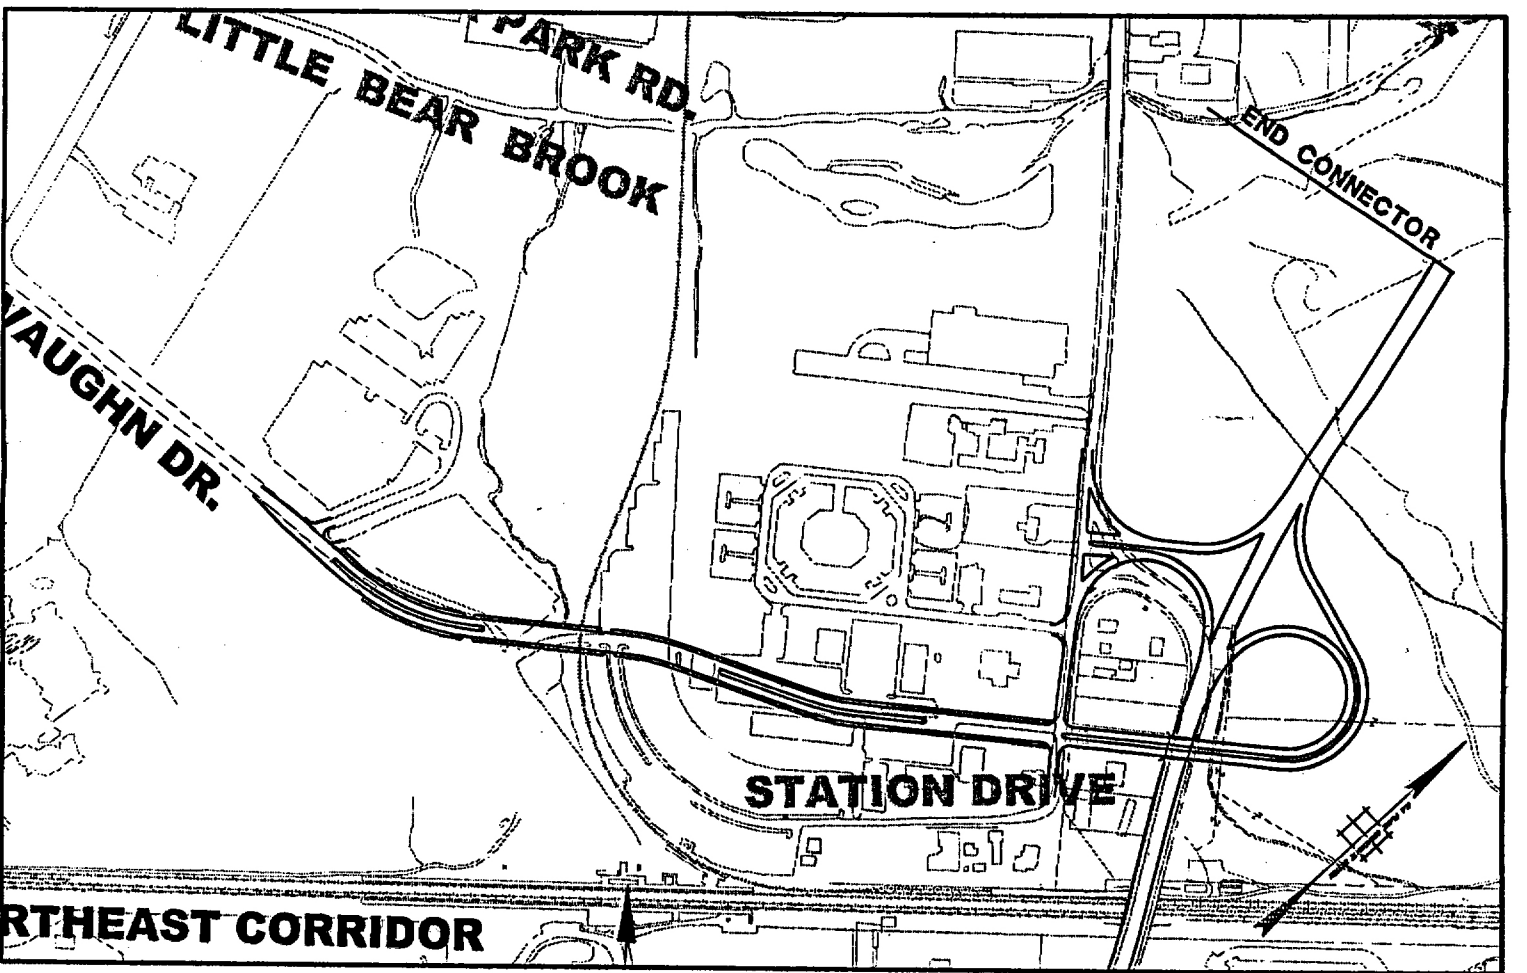 PARK RD.
LITTLE BEAR BROOK
END CONNECTOR
VAUGHN DR.
STATION DRIVE
RTHEAST CORRIDOR